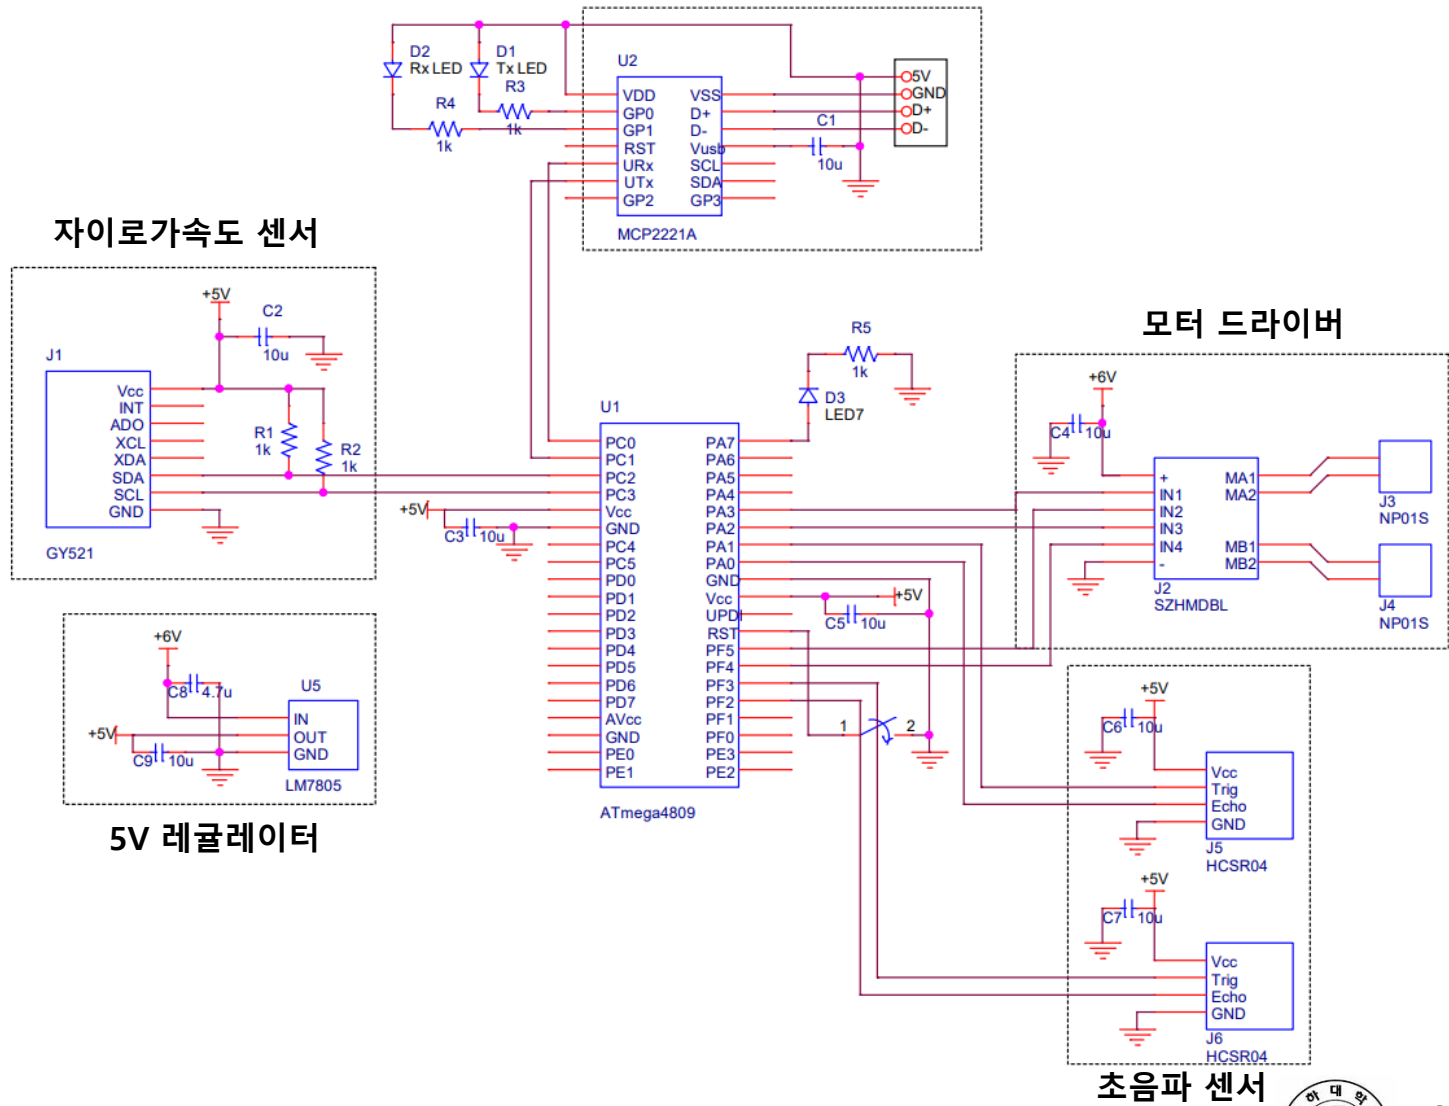 D2
Rx LED
D1
Tx LED
R3
1k
R4
1k
U2
VDD
GP0
GP1
RST
URx
UTx
GP2
VSS
D+
D-
Vusb
SCL
SDA
GP3
MCP2221A
C1
10u
5V
GND
D+
D-
자이로가속도 센서
+5V
C2
10u
J1
Vcc
INT
ADO
XCL
XDA
SDA
SCL
GND
GY521
R1
1k
R2
1k
+5V
C3
10u
U1
PC0
PC1
PC2
PC3
Vcc
GND
PC4
PC5
PD0
PD1
PD2
PD3
PD4
PD5
PD6
PD7
AVcc
GND
PE0
PE1
PA7
PA6
PA5
PA4
PA3
PA2
PA1
PA0
GND
Vcc
UPDI
RST
PF5
PF4
PF3
PF2
PF1
PF0
PE3
PE2
ATmega4809
R5
1k
D3
LED7
+5V
C5
10u
1
2
모터 드라이버
+6V
C4
10u
+
IN1
IN2
IN3
IN4
-
MA1
MA2
MB1
MB2
J2
SZHMDBL
J3
NP01S
J4
NP01S
+6V
C8
4.7u
+5V
C9
10u
U5
IN
OUT
GND
LM7805
5V 레귤레이터
+5V
C6
10u
Vcc
Trig
Echo
GND
J5
HCSR04
+5V
C7
10u
Vcc
Trig
Echo
GND
J6
HCSR04
초음파 센서
하 대 학